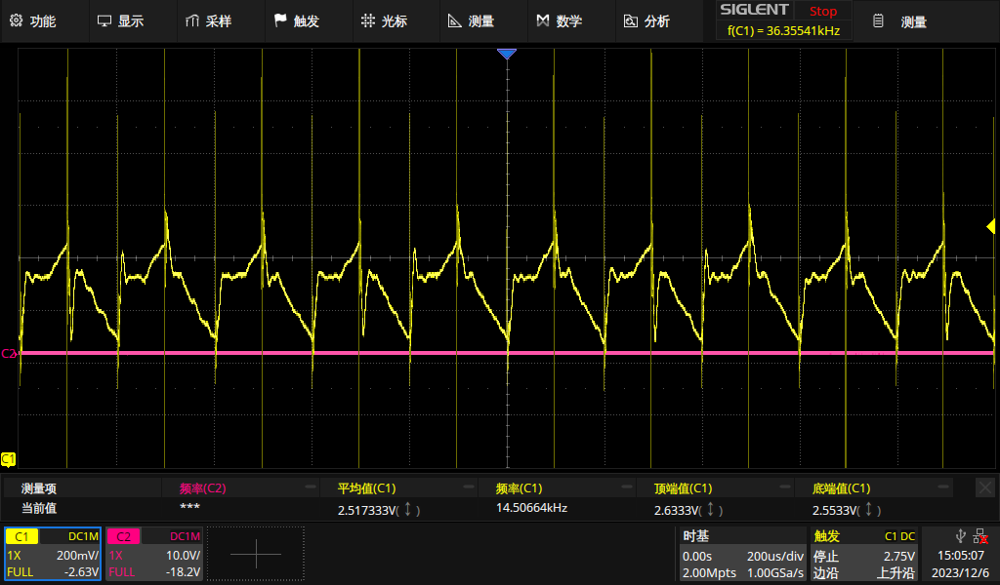 功能 显示 采样 触发 光标 测量 数学 分析 SIGLENT Stop 测量
f(C1) = 36.35541kHz
C2
C1
测量项 频率(C2) 平均值(C1) 频率(C1) 顶端值(C1) 底端值(C1)
当前值 *** 2.517333V(↕) 14.50664kHz 2.6333V(↕) 2.5533V(↕)
C1 DC1M C2 DC1M 时基 触发 C1 DC
1X 200mV/ 1X 10.0V/ 0.00s 200us/div 停止 2.75V 15:05:07
FULL -2.63V FULL -18.2V 2.00Mpts 1.00GSa/s 边沿 上升沿 2023/12/6